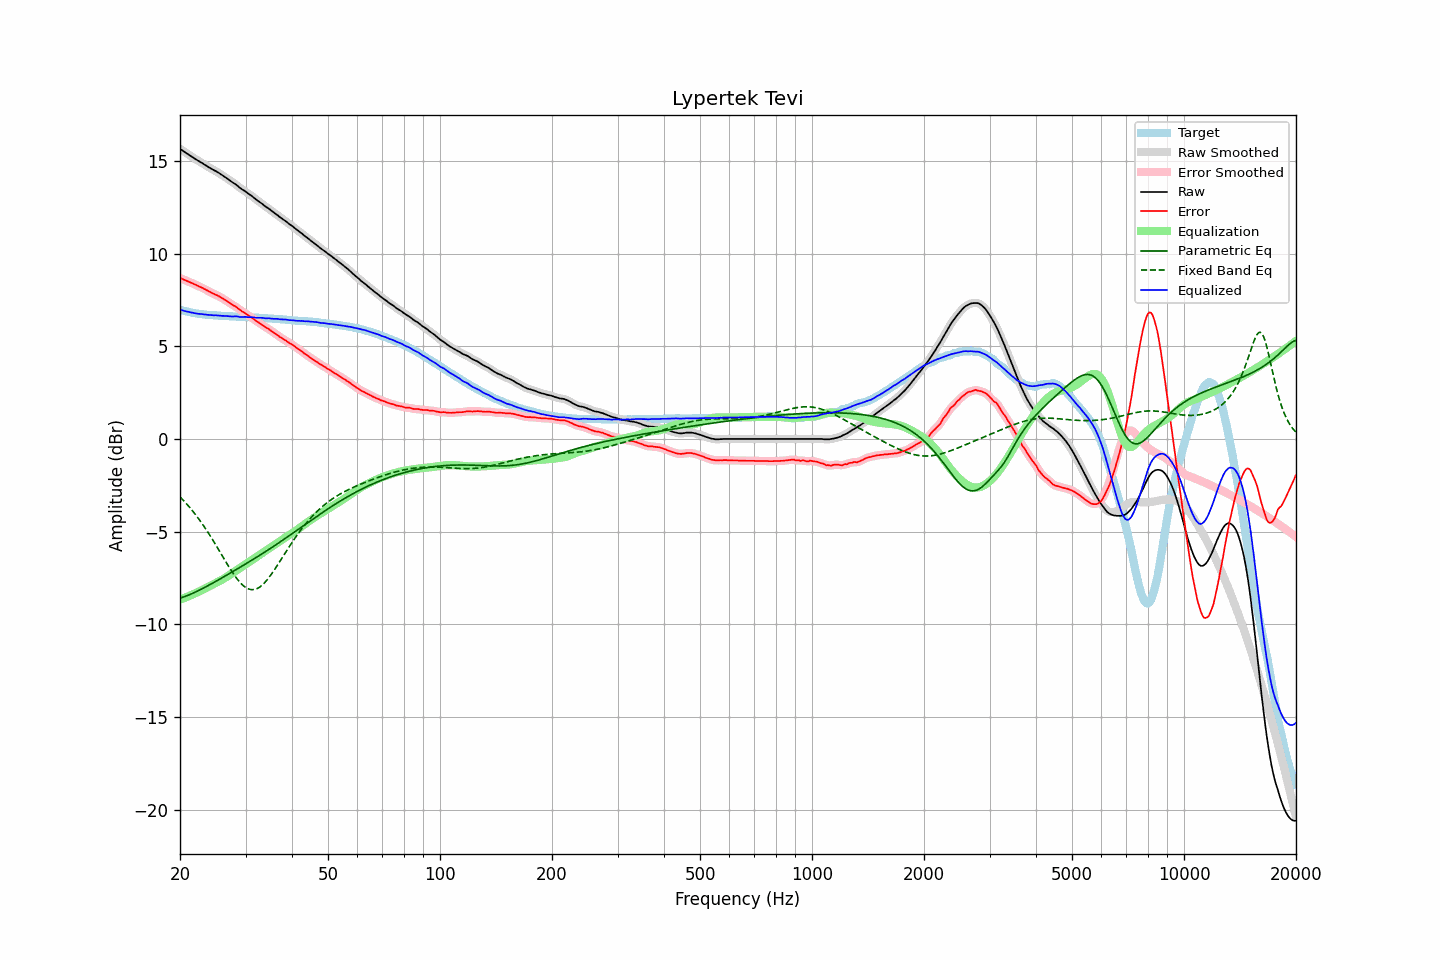 Lypertek Tevi
Target
Raw Smoothed
Error Smoothed
Raw
Error
Equalization
Parametric Eq
Fixed Band Eq
Equalized
15
10
5
0
−5
−10
−15
−20
Amplitude (dBr)
20 50 100 200 500 1000 2000 5000 10000 20000
Frequency (Hz)